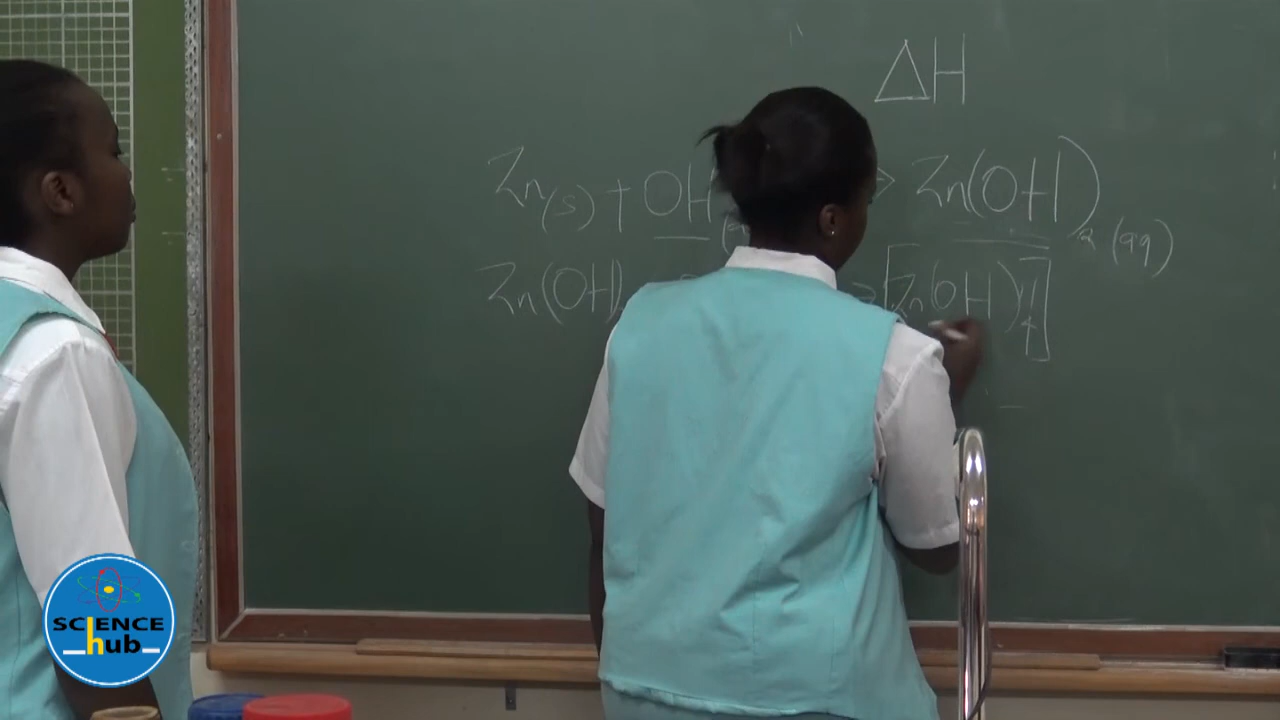 ΔH
Zn(s) + OH → Zn(OH)2 (aq)
Zn(OH) → [Zn(OH)4]
SCIENCE
hub